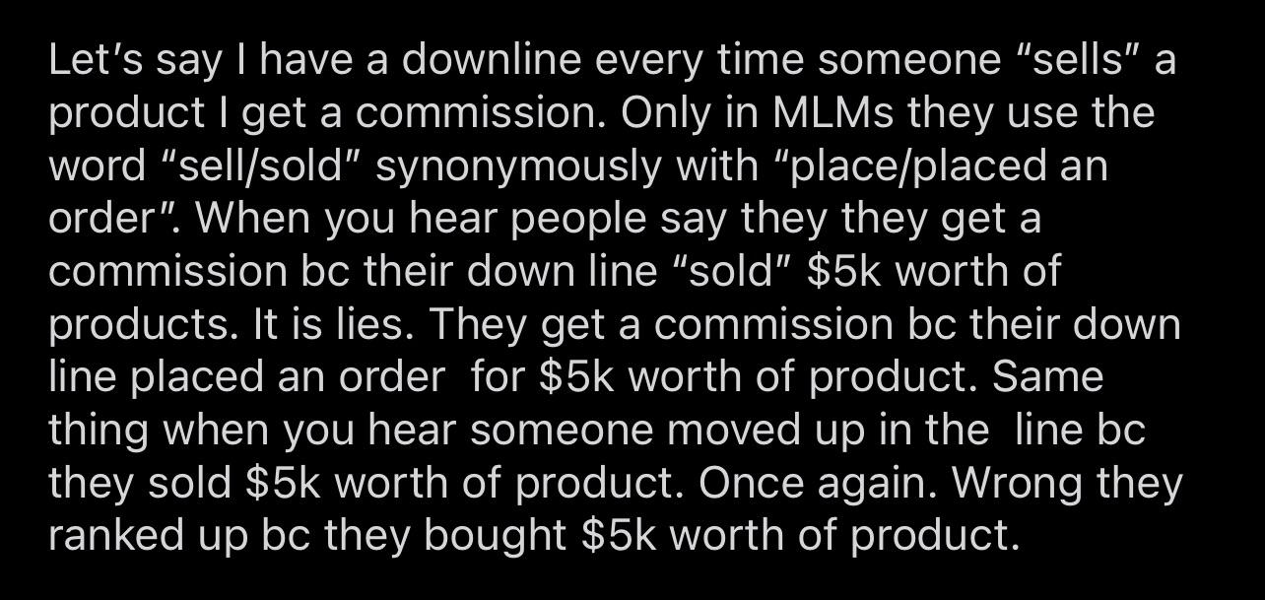 Let’s say I have a downline every time someone “sells” a
product I get a commission. Only in MLMs they use the
word “sell/sold” synonymously with “place/placed an
order”. When you hear people say they they get a
commission bc their down line “sold” $5k worth of
products. It is lies. They get a commission bc their down
line placed an order  for $5k worth of product. Same
thing when you hear someone moved up in the  line bc
they sold $5k worth of product. Once again. Wrong they
ranked up bc they bought $5k worth of product.